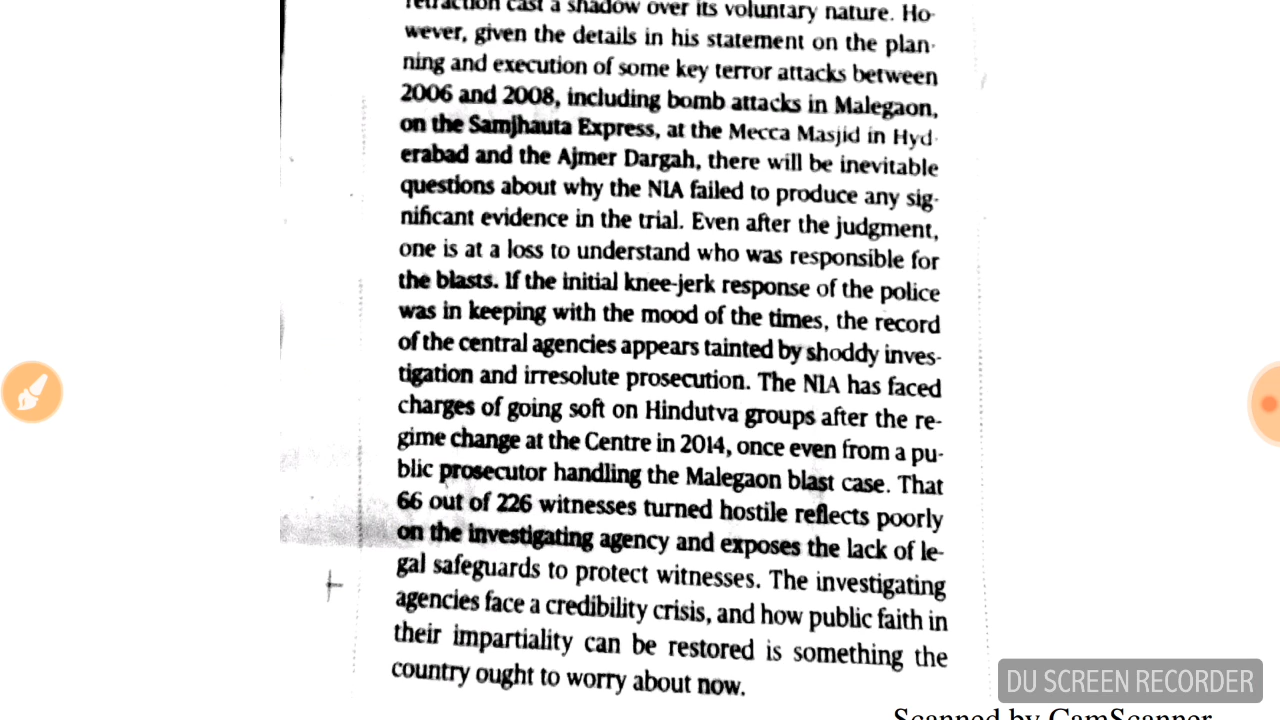 retraction cast a shadow over its voluntary nature. Ho-
wever, given the details in his statement on the plan-
ning and execution of some key terror attacks between
2006 and 2008, including bomb attacks in Malegaon,
on the Samjhauta Express, at the Mecca Masjid in Hyd-
erabad and the Ajmer Dargah, there will be inevitable
questions about why the NIA failed to produce any sig-
nificant evidence in the trial. Even after the judgment,
one is at a loss to understand who was responsible for
the blasts. If the initial knee-jerk response of the police
was in keeping with the mood of the times, the record
of the central agencies appears tainted by shoddy inves-
tigation and irresolute prosecution. The NIA has faced
charges of going soft on Hindutva groups after the re-
gime change at the Centre in 2014, once even from a pu-
blic prosecutor handling the Malegaon blast case. That
66 out of 226 witnesses turned hostile reflects poorly
on the investigating agency and exposes the lack of le-
gal safeguards to protect witnesses. The investigating
agencies face a credibility crisis, and how public faith in
their impartiality can be restored is something the
country ought to worry about now.
DU SCREEN RECORDER
Scanned by CamScanner